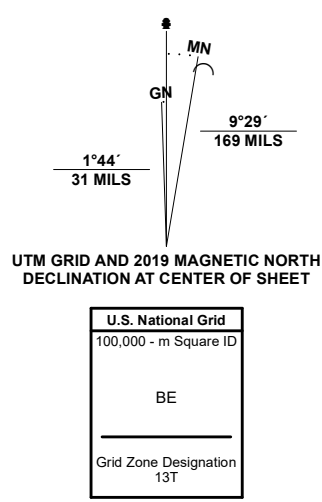 MN
GN
9°29´
169 MILS
1°44´
31 MILS
UTM GRID AND 2019 MAGNETIC NORTH
DECLINATION AT CENTER OF SHEET
U.S. National Grid
100,000 - m Square ID
BE
Grid Zone Designation
13T